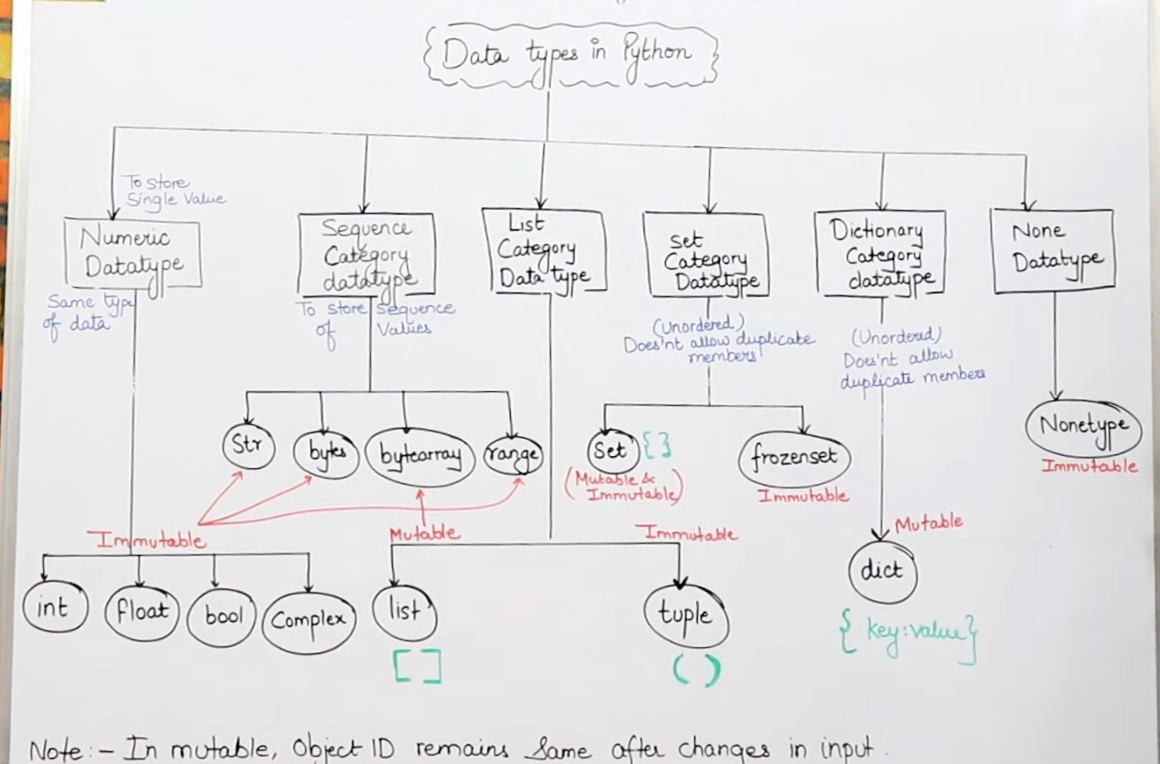 Data types in Python
To store
Single Value
Numeric
Datatype
Same type
of data
Sequence
Category
datatype
To store Sequence
of Values
List
Category
Data type
Set
Category
Datatype
(Unordered)
Does'nt allow duplicate
members
Dictionary
Category
datatype
(Unordered)
Does'nt allow
duplicate members
None
Datatype
Str
bytes
bytearray
range
Set { }
(Mutable &
Immutable)
frozenset
Immutable
Nonetype
Immutable
Immutable
Mutable
Immutable
Mutable
int
float
bool
Complex
list
[ ]
tuple
( )
dict
{ key:value}
Note:- In mutable, Object ID remains Same after changes in input.